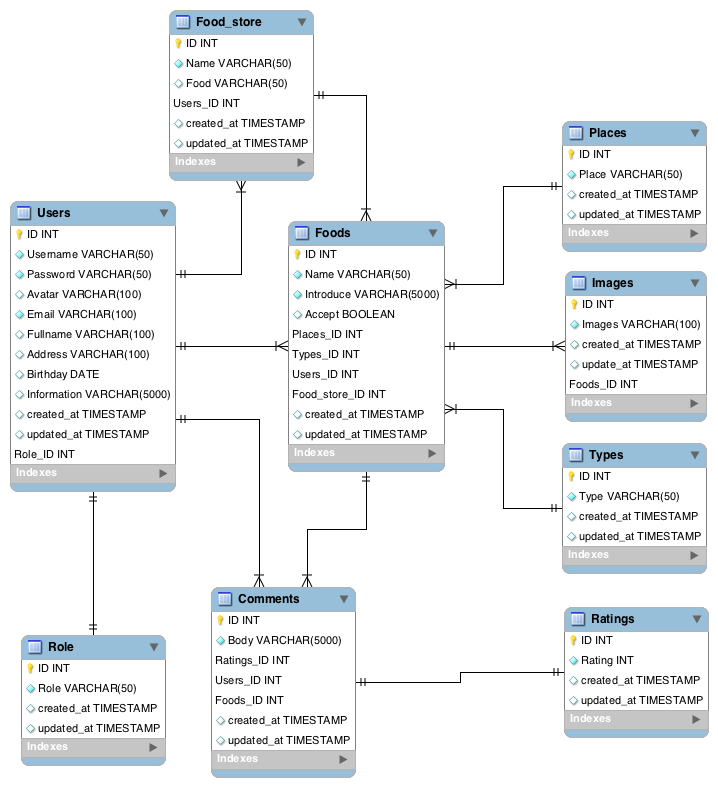 Food_store
ID INT
Name VARCHAR(50)
Food VARCHAR(50)
Users_ID INT
created_at TIMESTAMP
updated_at TIMESTAMP
Indexes
Users
ID INT
Username VARCHAR(50)
Password VARCHAR(50)
Avatar VARCHAR(100)
Email VARCHAR(100)
Fullname VARCHAR(100)
Address VARCHAR(100)
Birthday DATE
Information VARCHAR(5000)
created_at TIMESTAMP
updated_at TIMESTAMP
Role_ID INT
Indexes
Foods
ID INT
Name VARCHAR(50)
Introduce VARCHAR(5000)
Accept BOOLEAN
Places_ID INT
Types_ID INT
Users_ID INT
Food_store_ID INT
created_at TIMESTAMP
updated_at TIMESTAMP
Indexes
Places
ID INT
Place VARCHAR(50)
created_at TIMESTAMP
updated_at TIMESTAMP
Indexes
Images
ID INT
Images VARCHAR(100)
created_at TIMESTAMP
update_at TIMESTAMP
Foods_ID INT
Indexes
Types
ID INT
Type VARCHAR(50)
created_at TIMESTAMP
updated_at TIMESTAMP
Indexes
Role
ID INT
Role VARCHAR(50)
created_at TIMESTAMP
updated_at TIMESTAMP
Indexes
Comments
ID INT
Body VARCHAR(5000)
Ratings_ID INT
Users_ID INT
Foods_ID INT
created_at TIMESTAMP
updated_at TIMESTAMP
Indexes
Ratings
ID INT
Rating INT
created_at TIMESTAMP
updated_at TIMESTAMP
Indexes